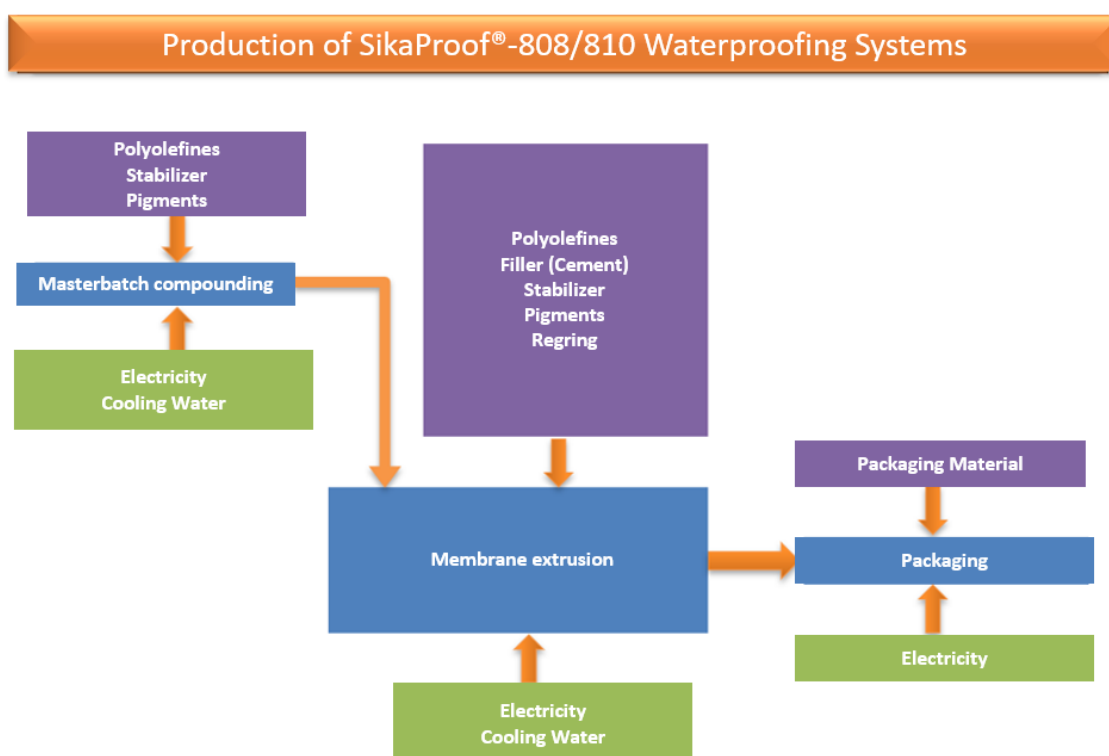 Production of SikaProof®-808/810 Waterproofing Systems
Polyolefines
Stabilizer
Pigments
Masterbatch compounding
Electricity
Cooling Water
Polyolefines
Filler (Cement)
Stabilizer
Pigments
Regring
Membrane extrusion
Electricity
Cooling Water
Packaging Material
Packaging
Electricity